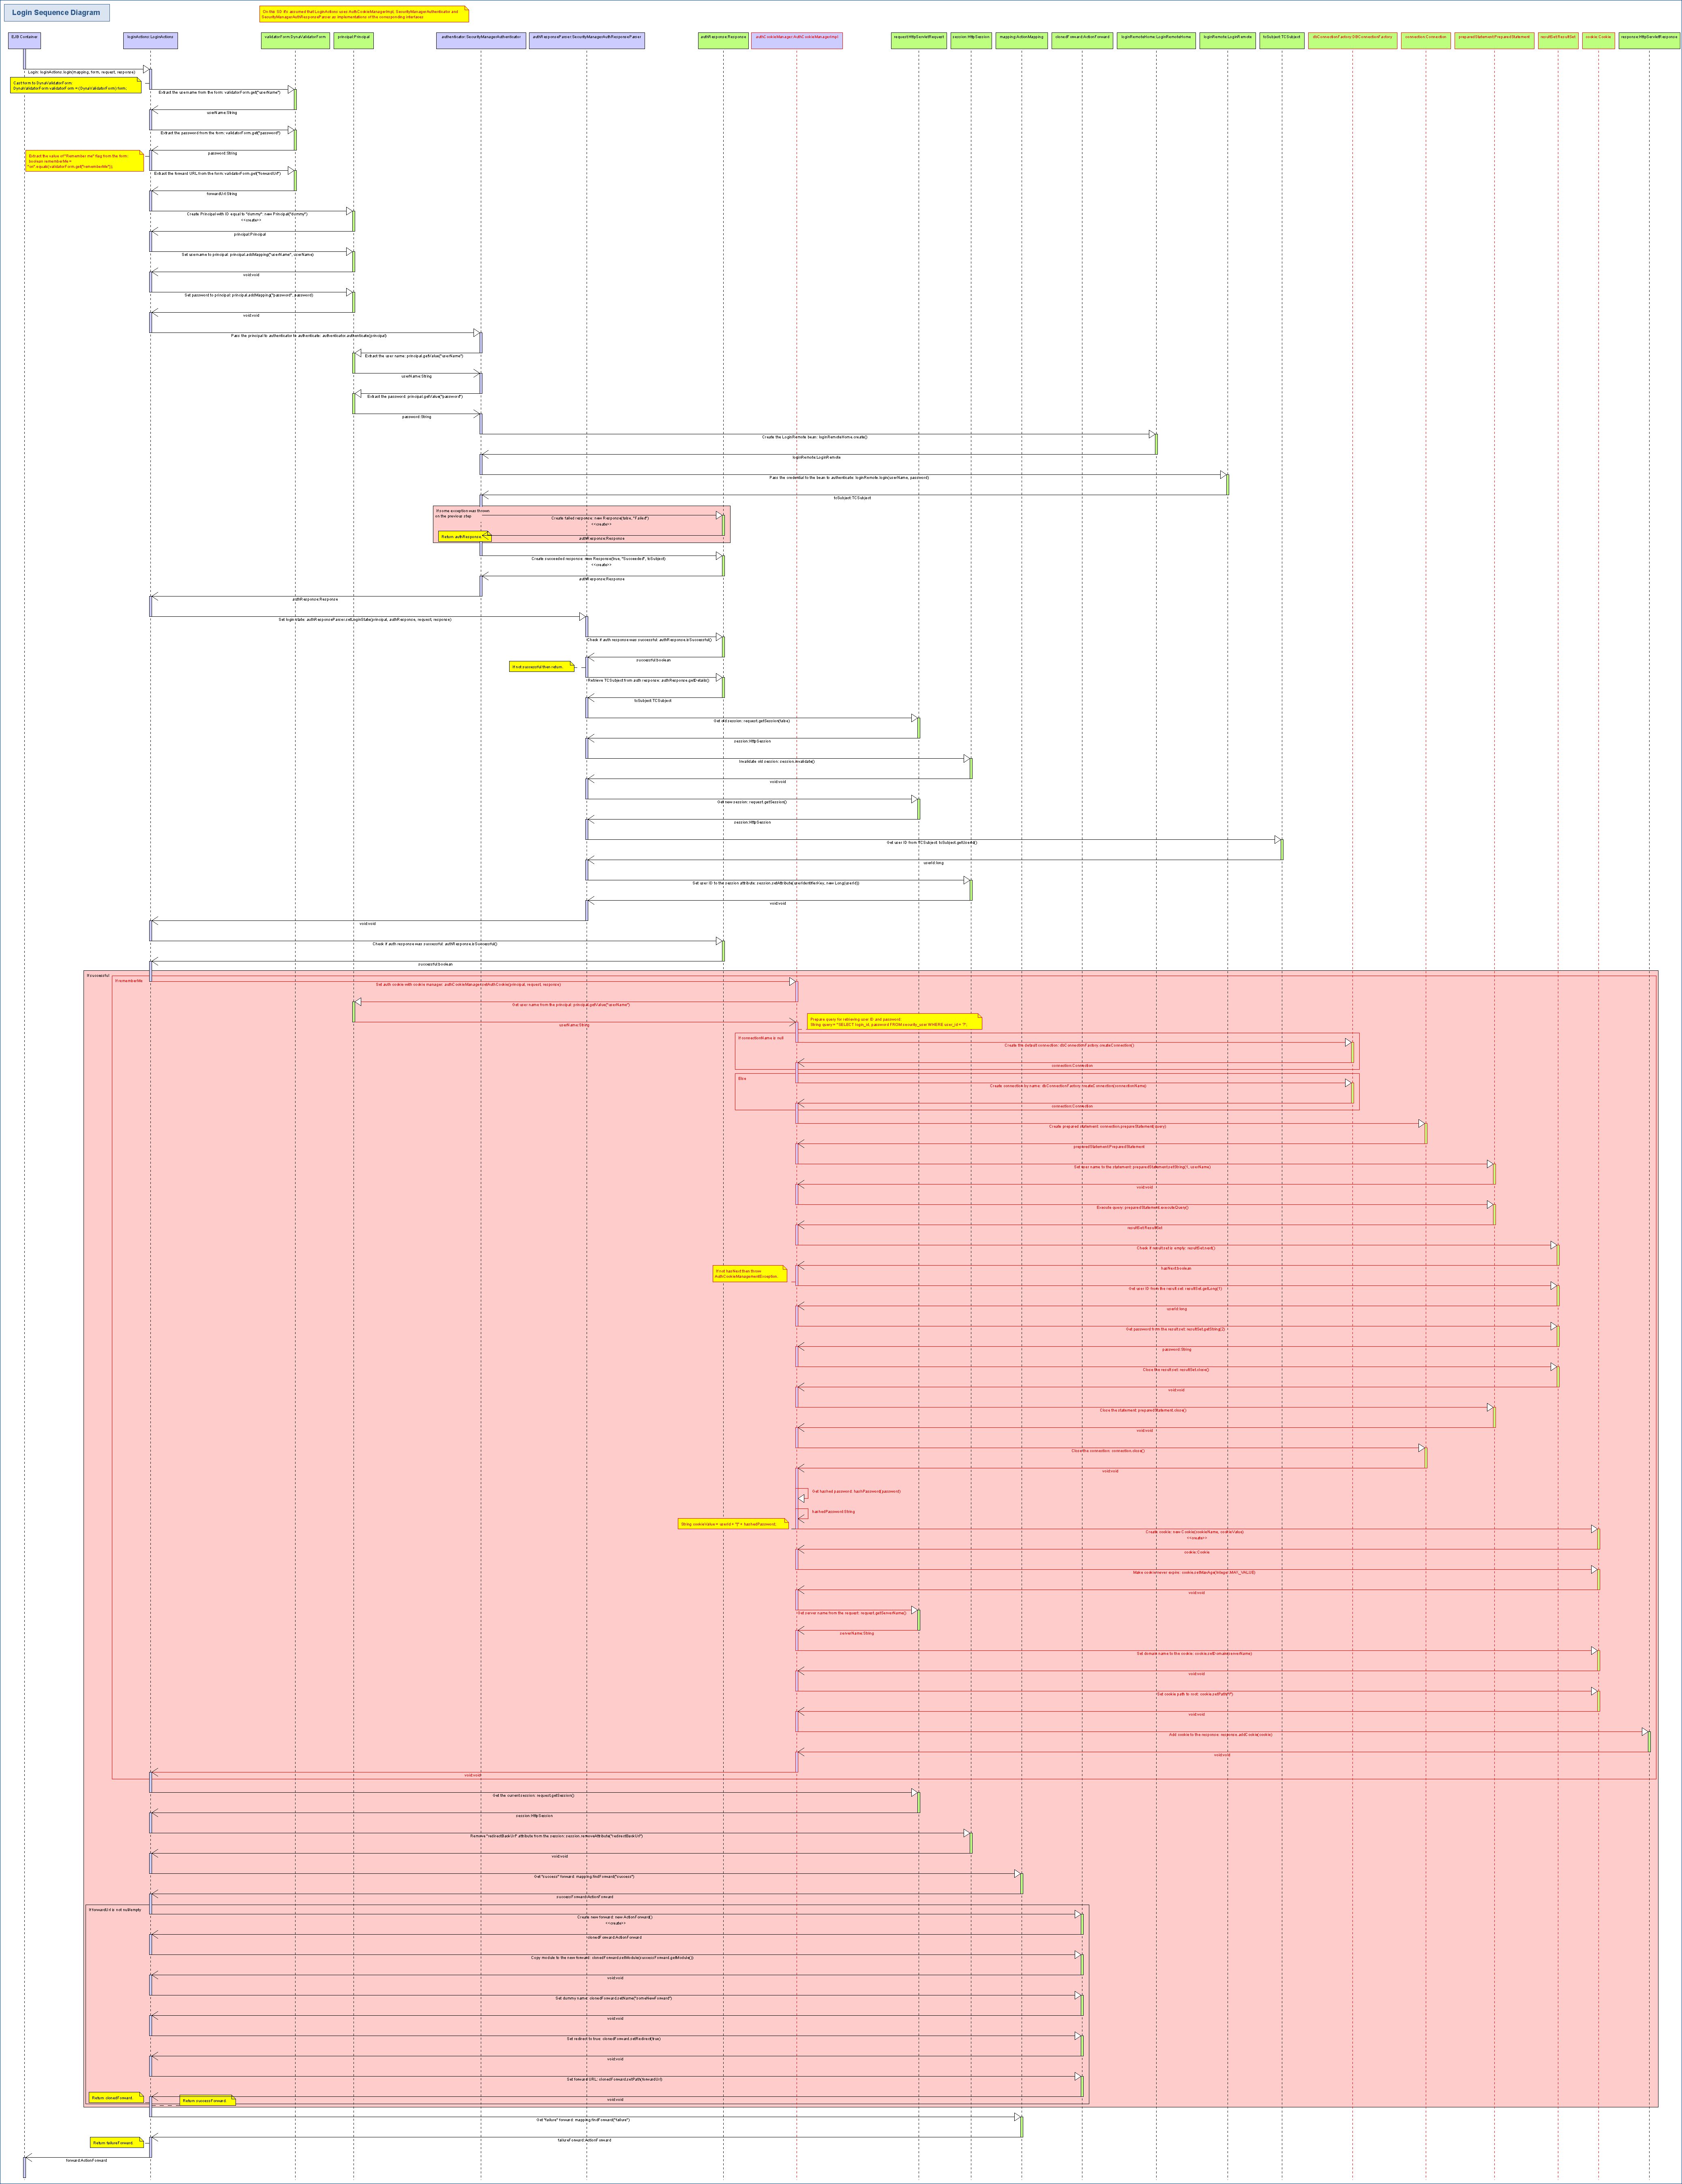 Login Sequence Diagram
On this SD it's assumed that LoginActions uses AuthCookieManagerImpl, SecurityManagerAuthenticator and
SecurityManagerAuthResponseParser as implementations of the corresponding interfaces
EJB Container
loginActions:LoginActions
validatorForm:DynaValidatorForm
principal:Principal
authenticator:SecurityManagerAuthenticator
authResponseParser:SecurityManagerAuthResponseParser
authResponse:Response
authCookieManager:AuthCookieManagerImpl
request:HttpServletRequest
session:HttpSession
mapping:ActionMapping
clonedForward:ActionForward
loginRemoteHome:LoginRemoteHome
loginRemote:LoginRemote
tcSubject:TCSubject
dbConnectionFactory:DBConnectionFactory
connection:Connection
preparedStatement:PreparedStatement
resultSet:ResultSet
cookie:Cookie
response:HttpServletResponse
Login: loginActions.login(mapping, form, request, response)
Cast form to DynaValidatorForm:
DynaValidatorForm validatorForm = (DynaValidatorForm) form;
Extract the username from the form: validatorForm.get("userName")
userName:String
Extract the password from the form: validatorForm.get("password")
password:String
Extract the value of "Remember me" flag from the form:
boolean rememberMe =
"on".equals(validatorForm.get("rememberMe"));
Extract the forward URL from the form: validatorForm.get("forwardUrl")
forwardUrl:String
Create Principal with ID equal to "dummy": new Principal("dummy")
<<create>>
principal:Principal
Set username to principal: principal.addMapping("userName", userName)
void:void
Set password to principal: principal.addMapping("password", password)
void:void
Pass the principal to authenticator to authenticate: authenticator.authenticate(principal)
Extract the user name: principal.getValue("userName")
userName:String
Extract the password: principal.getValue("password")
password:String
Create the LoginRemote bean: loginRemoteHome.create()
loginRemote:LoginRemote
Pass the credential to the bean to authenticate: loginRemote.login(userName, password)
tcSubject:TCSubject
If some exception was thrown
on the previous step
Create failed response: new Response(false, "Failed")
<<create>>
Return authResponse
authResponse:Response
Create succeeded response: new Response(true, "Succeeded", tcSubject)
<<create>>
authResponse:Response
authResponse:Response
Set login state: authResponseParser.setLoginState(principal, authResponse, request, response)
Check if auth response was successful: authResponse.isSuccessful()
successful:boolean
If not successful then return
Retrieve TCSubject from auth response: authResponse.getDetails()
tcSubject:TCSubject
Get old session: request.getSession(false)
session:HttpSession
Invalidate old session: session.invalidate()
void:void
Get new session: request.getSession()
session:HttpSession
Get user ID from TCSubject: tcSubject.getUserId()
userId:long
Set user ID to the session attribute: session.setAttribute(userIdentifierKey, new Long(userId))
void:void
void:void
Check if auth response was successful: authResponse.isSuccessful()
successful:boolean
If successful
If rememberMe
Set auth cookie with cookie manager: authCookieManager.setAuthCookie(principal, request, response)
Get user name from the principal: principal.getValue("userName")
userName:String
Prepare query for retrieving user ID and password:
String query = "SELECT login_id, password FROM security_user WHERE user_id = ?";
If connectionName is null
Create the default connection: dbConnectionFactory.createConnection()
connection:Connection
Else
Create connection by name: dbConnectionFactory.createConnection(connectionName)
connection:Connection
Create prepared statement: connection.prepareStatement(query)
preparedStatement:PreparedStatement
Set user name to the statement: preparedStatement.setString(1, userName)
void:void
Execute query: preparedStatement.executeQuery()
resultSet:ResultSet
Check if result set is empty: resultSet.next()
hasNext:boolean
If not hasNext then throw
AuthCookieManagementException.
Get user ID from the result set: resultSet.getLong(1)
userId:long
Get password from the result set: resultSet.getString(2)
password:String
Close the result set: resultSet.close()
void:void
Close the statement: preparedStatement.close()
void:void
Close the connection: connection.close()
void:void
Get hashed password: hashPassword(password)
hashedPassword:String
String cookieValue = userId + "|" + hashedPassword;
Create cookie: new Cookie(cookieName, cookieValue)
<<create>>
cookie:Cookie
Make cookie never expire: cookie.setMaxAge(Integer.MAX_VALUE)
void:void
Get server name from the request: request.getServerName()
serverName:String
Set domain name to the cookie: cookie.setDomain(serverName)
void:void
Set cookie path to root: cookie.setPath("/")
void:void
Add cookie to the response: response.addCookie(cookie)
void:void
void:void
Get the current session: request.getSession()
session:HttpSession
Remove "redirectBackUrl" attribute from the session: session.removeAttribute("redirectBackUrl")
void:void
Get "success" forward: mapping.findForward("success")
successForward:ActionForward
If forwardUrl is not null/empty
Create new forward: new ActionForward()
<<create>>
clonedForward:ActionForward
Copy module to the new forward: clonedForward.setModule(successForward.getModule())
void:void
Set dummy name: clonedForward.setName("someNewForward")
void:void
Set redirect to true: clonedForward.setRedirect(true)
void:void
Set forward URL: clonedForward.setPath(forwardUrl)
Return clonedForward.
void:void
Return successForward.
Get "failure" forward: mapping.findForward("failure")
failureForward:ActionForward
Return failureForward.
forward:ActionForward